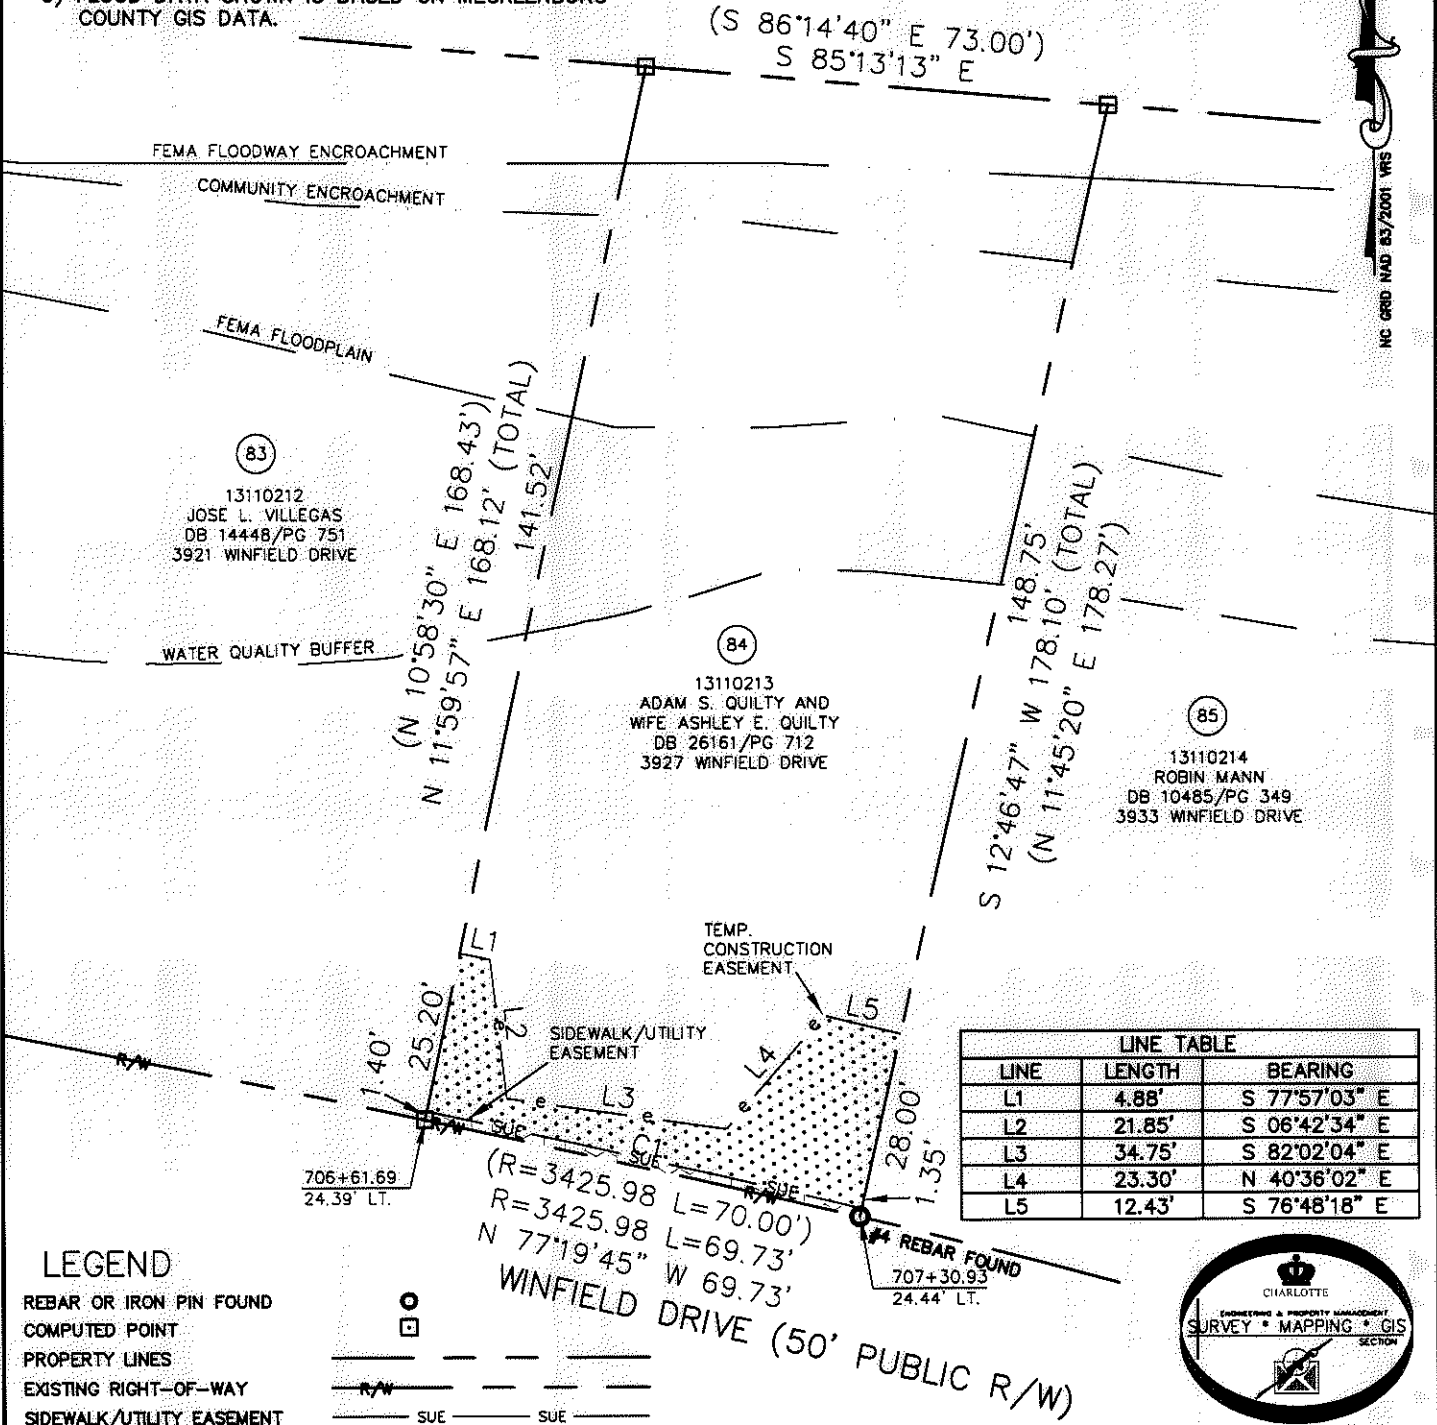 COUNTY GIS DATA.
(S 86°14'40" E 73.00')
S 85°13'13" E
NC GRID NAD 83/2001 VRS
FEMA FLOODWAY ENCROACHMENT
COMMUNITY ENCROACHMENT
FEMA FLOODPLAIN
83
13110212
JOSE L. VILLEGAS
DB 14448/PG 751
3921 WINFIELD DRIVE
(N 10°58'30" E 168.43')
N 11°59'57" E 168.12' (TOTAL)
141.52'
148.75'
S 12°46'47" W 178.10' (TOTAL)
(N 11°45'20" E 178.27')
WATER QUALITY BUFFER
84
13110213
ADAM S. QUILTY AND
WIFE ASHLEY E. QUILTY
DB 26161/PG 712
3927 WINFIELD DRIVE
85
13110214
ROBIN MANN
DB 10485/PG 349
3933 WINFIELD DRIVE
TEMP.
CONSTRUCTION
EASEMENT
L1
L2
L3
L4
L5
e
e
e
e
e
SIDEWALK/UTILITY
EASEMENT
1.40'
25.20'
28.00'
1.35'
R/W
R/W
SUE
C1
SUE
R/W
SUE
706+61.69
24.39' LT.
(R=3425.98 L=70.00')
R=3425.98 L=69.73'
N 77°19'45" W 69.73'
WINFIELD DRIVE (50' PUBLIC R/W)
#4 REBAR FOUND
707+30.93
24.44' LT.
LINE TABLE
LINE LENGTH BEARING
L1 4.88' S 77°57'03" E
L2 21.85' S 06°42'34" E
L3 34.75' S 82°02'04" E
L4 23.30' N 40°36'02" E
L5 12.43' S 76°48'18" E
LEGEND
REBAR OR IRON PIN FOUND
COMPUTED POINT
PROPERTY LINES
EXISTING RIGHT-OF-WAY R/W
SIDEWALK/UTILITY EASEMENT SUE SUE
CHARLOTTE
ENGINEERING & PROPERTY MANAGEMENT
SURVEY * MAPPING * GIS
SECTION